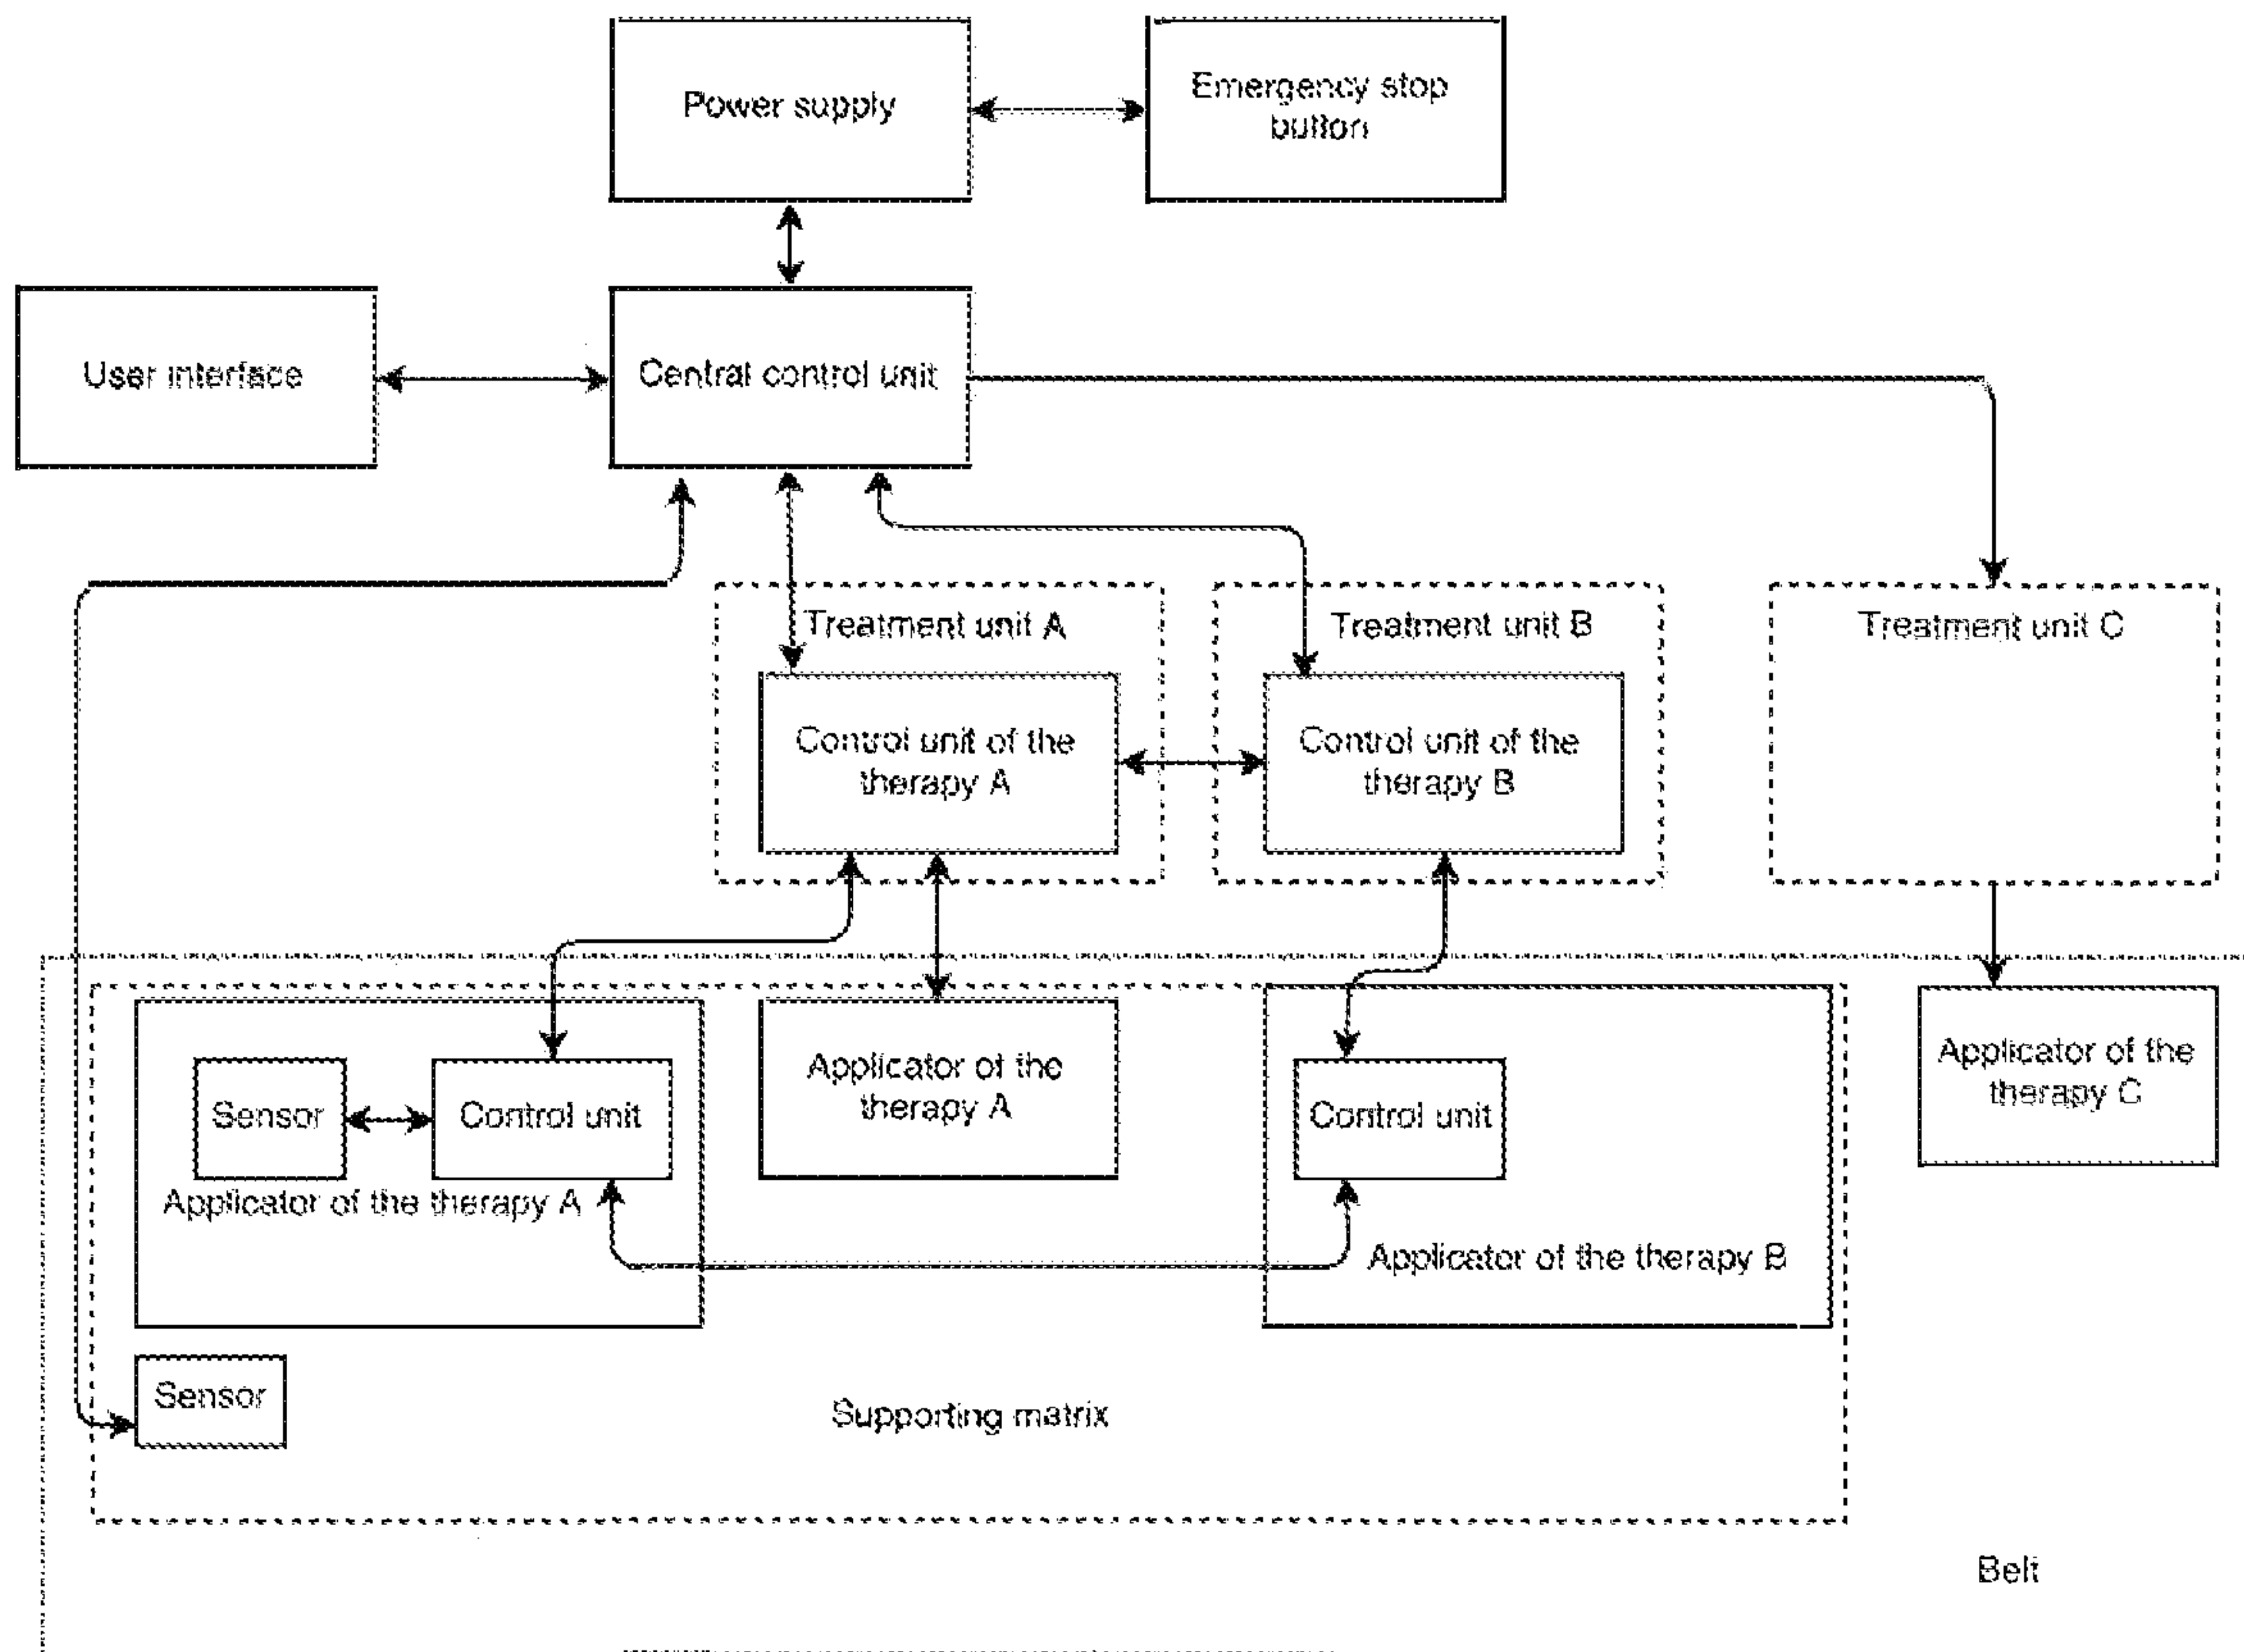 Power supply
Emergency stop
button
User interface
Central control unit
Treatment unit A
Treatment unit B
Treatment unit C
Control unit of the
therapy A
Control unit of the
therapy B
Sensor
Control unit
Applicator of the therapy A
Applicator of the
therapy A
Control unit
Applicator of the therapy B
Applicator of the
therapy C
Sensor
Supporting matrix
Belt